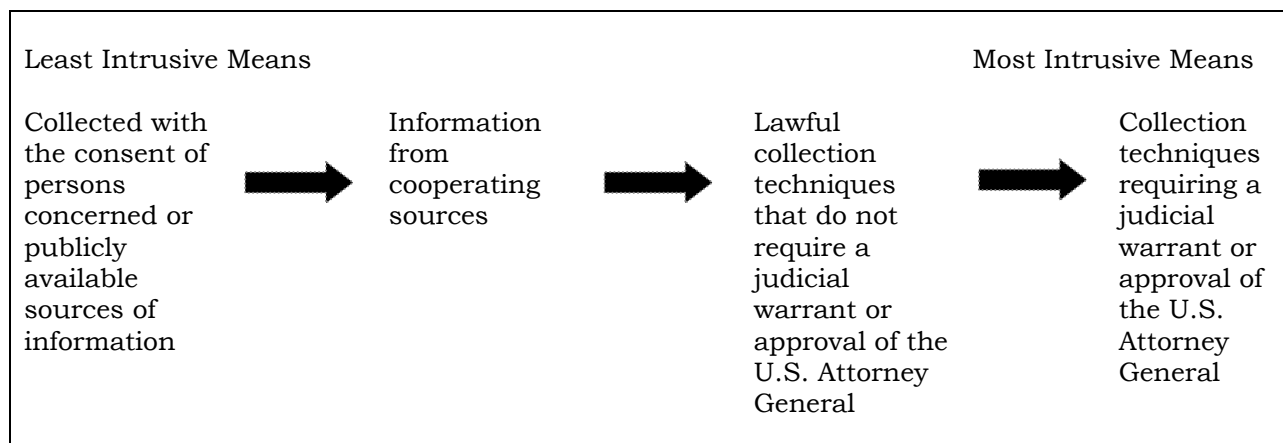 Least Intrusive Means
Most Intrusive Means
Collected with
the consent of
persons
concerned or
publicly
available
sources of
information
Information
from
cooperating
sources
Lawful
collection
techniques
that do not
require a
judicial
warrant or
approval of the
U.S. Attorney
General
Collection
techniques
requiring a
judicial
warrant or
approval of
the U.S.
Attorney
General